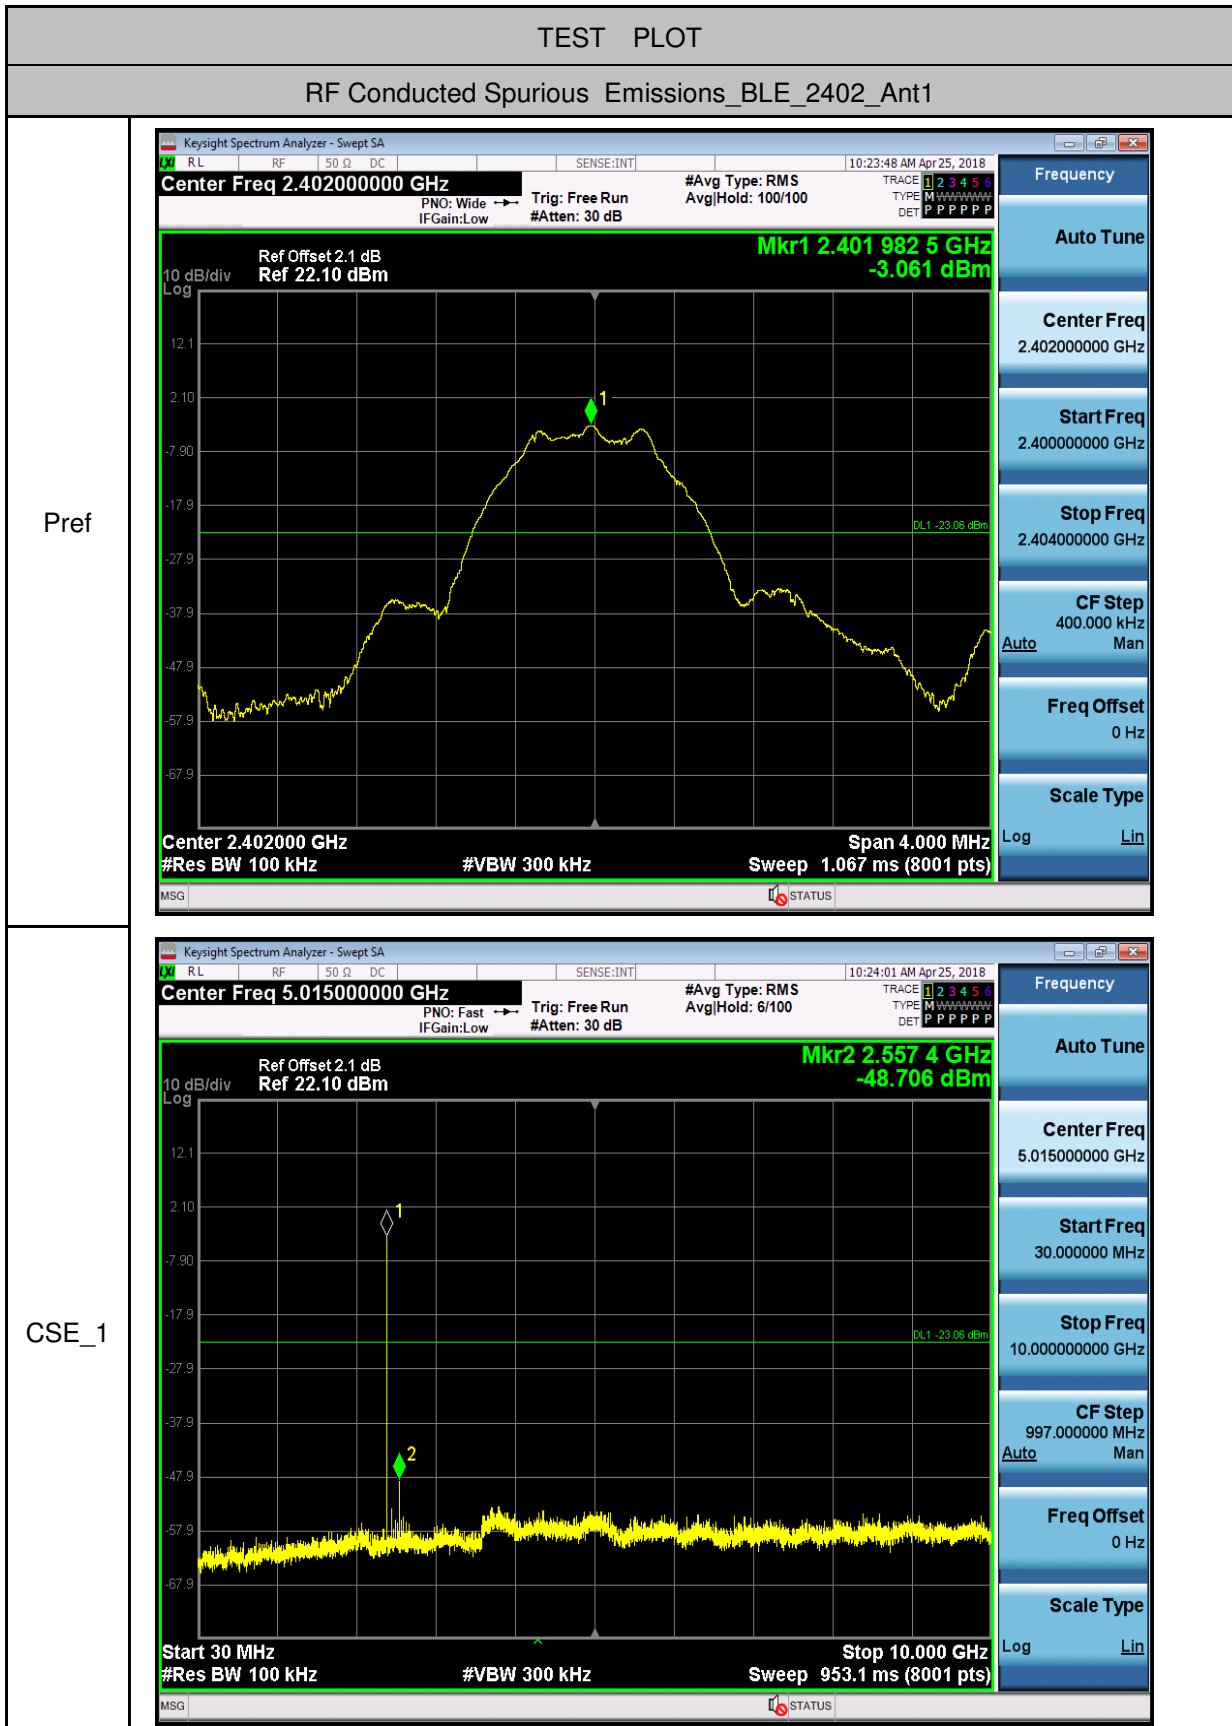 TEST PLOT
RF Conducted Spurious Emissions_BLE_2402_Ant1
Pref
Keysight Spectrum Analyzer - Swept SA
LXI RL RF 50 Ω DC SENSE:INT 10:23:48 AM Apr 25, 2018
Center Freq 2.402000000 GHz
PNO: Wide
IFGain:Low
Trig: Free Run
#Atten: 30 dB
#Avg Type: RMS
Avg|Hold: 100/100
TRACE 1 2 3 4 5 6
TYPE M WWWWW
DET P P P P P P
Mkr1 2.401 982 5 GHz
-3.061 dBm
Ref Offset 2.1 dB
10 dB/div Ref 22.10 dBm
Log
12.1
2.10
1
-7.90
-17.9
DL1 -23.06 dBm
-27.9
-37.9
-47.9
-57.9
-67.9
Center 2.402000 GHz Span 4.000 MHz
#Res BW 100 kHz #VBW 300 kHz Sweep 1.067 ms (8001 pts)
MSG STATUS
Frequency
Auto Tune
Center Freq
2.402000000 GHz
Start Freq
2.400000000 GHz
Stop Freq
2.404000000 GHz
CF Step
400.000 kHz
Auto Man
Freq Offset
0 Hz
Scale Type
Log Lin
CSE_1
Keysight Spectrum Analyzer - Swept SA
LXI RL RF 50 Ω DC SENSE:INT 10:24:01 AM Apr 25, 2018
Center Freq 5.015000000 GHz
PNO: Fast
IFGain:Low
Trig: Free Run
#Atten: 30 dB
#Avg Type: RMS
Avg|Hold: 6/100
TRACE 1 2 3 4 5 6
TYPE M WWWWW
DET P P P P P P
Mkr2 2.557 4 GHz
-48.706 dBm
Ref Offset 2.1 dB
10 dB/div Ref 22.10 dBm
Log
12.1
2.10
1
-7.90
-17.9
DL1 -23.06 dBm
-27.9
-37.9
2
-47.9
-57.9
-67.9
Start 30 MHz Stop 10.000 GHz
#Res BW 100 kHz #VBW 300 kHz Sweep 953.1 ms (8001 pts)
MSG STATUS
Frequency
Auto Tune
Center Freq
5.015000000 GHz
Start Freq
30.000000 MHz
Stop Freq
10.000000000 GHz
CF Step
997.000000 MHz
Auto Man
Freq Offset
0 Hz
Scale Type
Log Lin